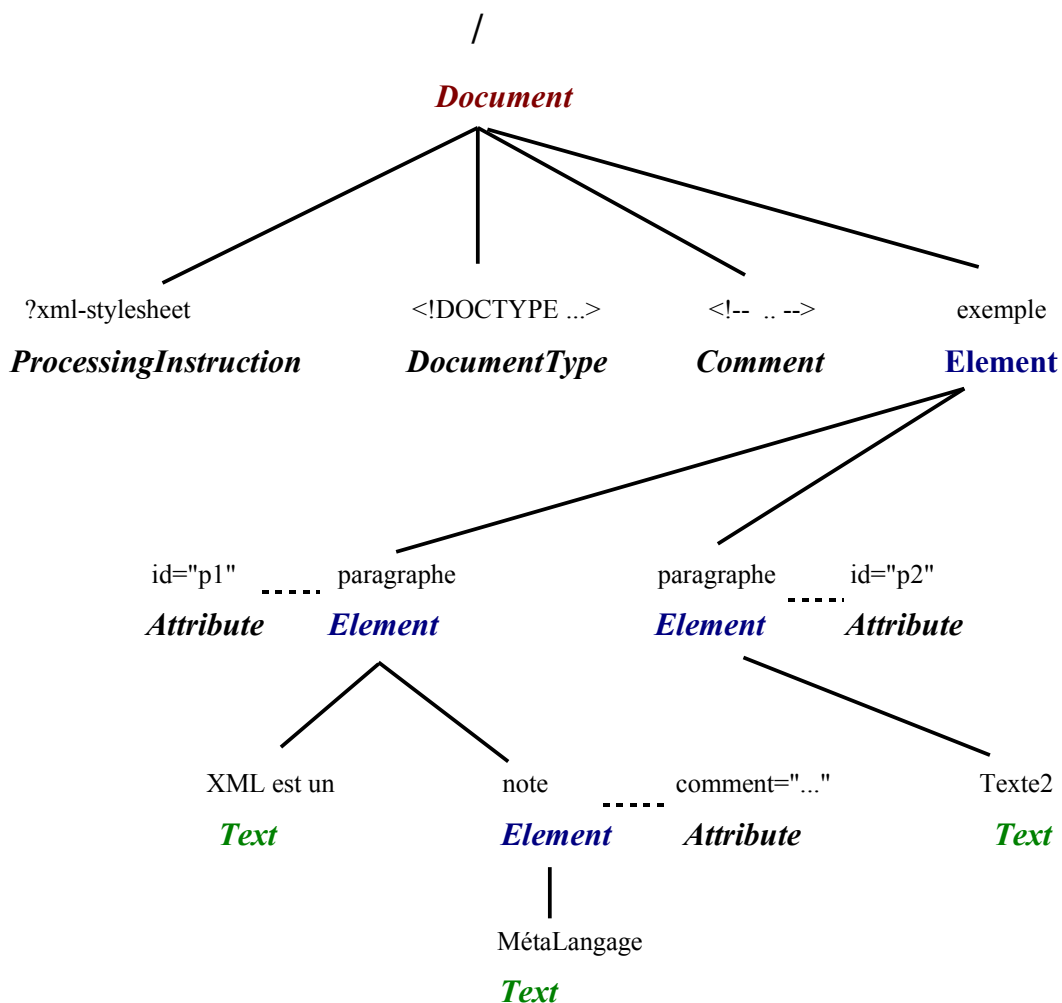 /
Document
?xml-stylesheet <!DOCTYPE ...> <!-- .. --> exemple
ProcessingInstruction DocumentType Comment Element
id="p1" paragraphe paragraphe id="p2"
Attribute Element Element Attribute
XML est un note comment="..." Texte2
Text Element Attribute Text
MétaLangage
Text